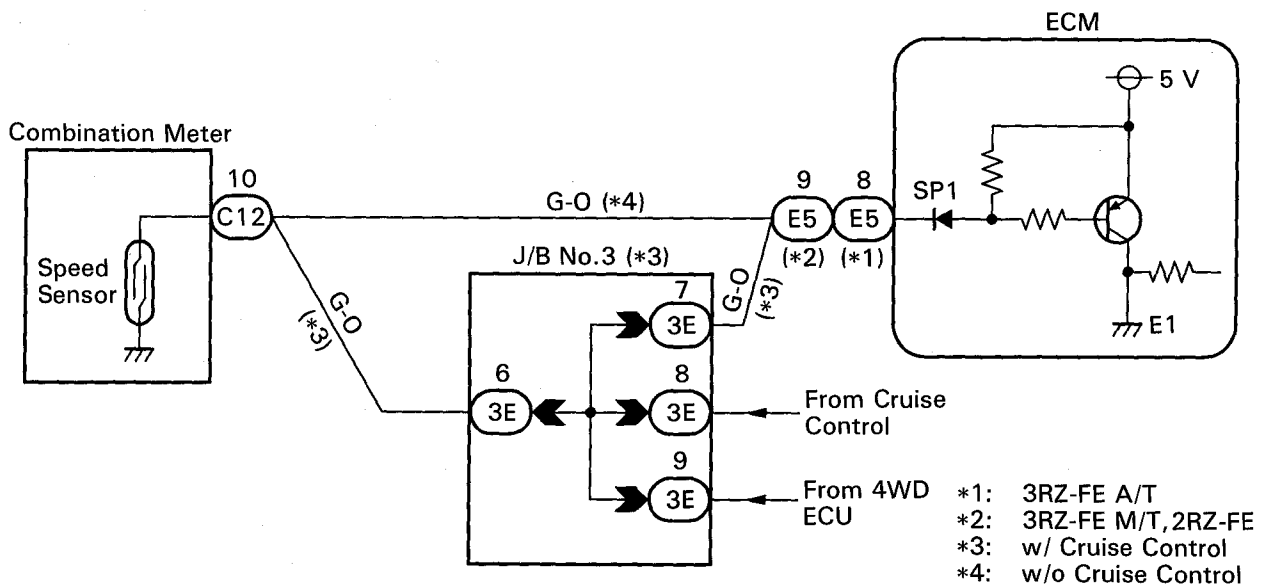 ECM
5 V
Combination Meter
10
C12
G-O (*4)
9
8
E5
E5
(*2)
(*1)
SP1
Speed
Sensor
G-O
(*3)
J/B No.3 (*3)
G-O
(*3)
7
3E
E1
6
3E
8
3E
From Cruise
Control
9
3E
From 4WD
ECU
*1: 3RZ-FE A/T
*2: 3RZ-FE M/T, 2RZ-FE
*3: w/ Cruise Control
*4: w/o Cruise Control